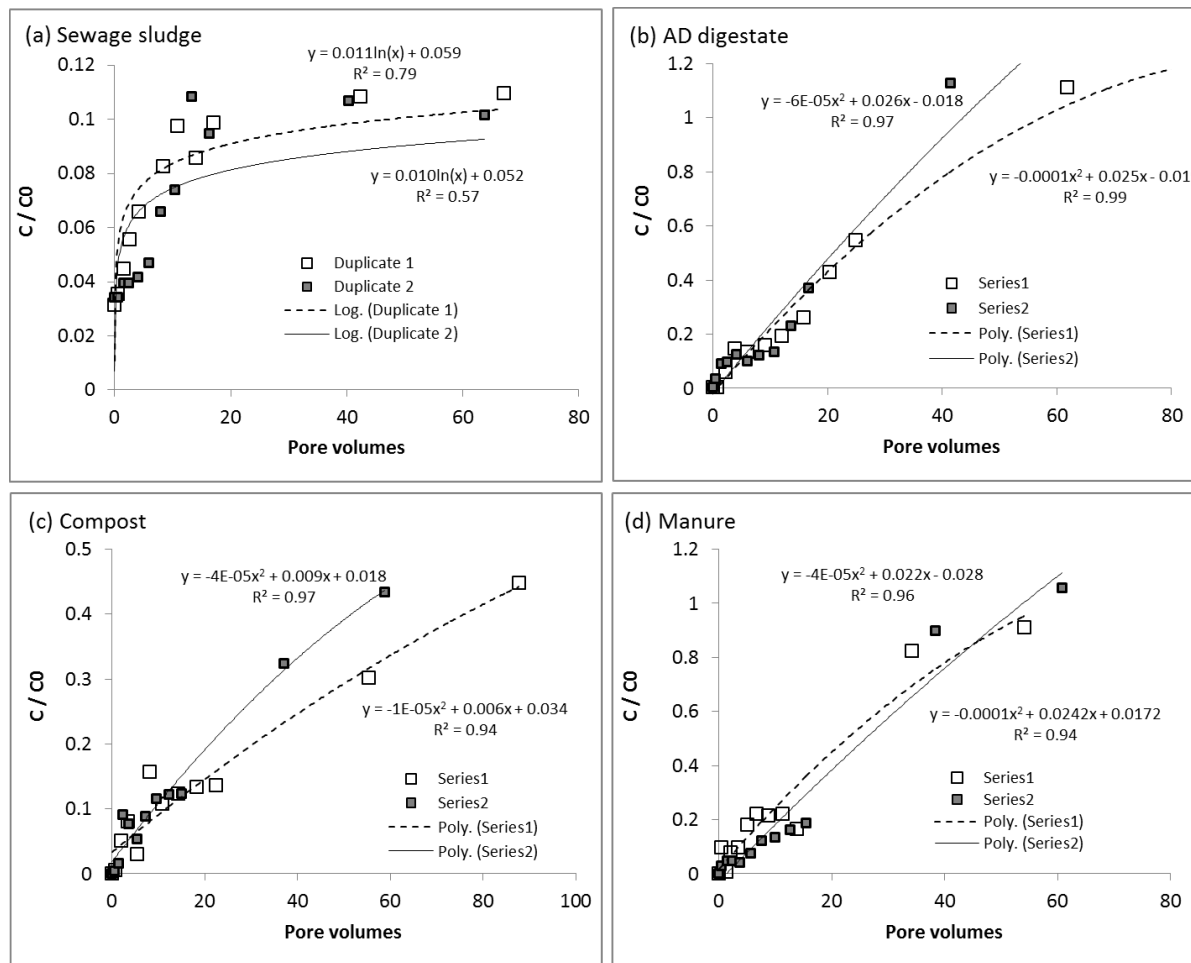 (a) Sewage sludge
y = 0.011ln(x) + 0.059
R² = 0.79
0.12
0.1
0.08
0.06
0.04
0.02
0
C / C0
y = 0.010ln(x) + 0.052
R² = 0.57
Duplicate 1
Duplicate 2
Log. (Duplicate 1)
Log. (Duplicate 2)
0 20 40 60 80
Pore volumes
(b) AD digestate
1.2
1
0.8
0.6
0.4
0.2
0
C / C0
y = -6E-05x² + 0.026x - 0.018
R² = 0.97
y = -0.0001x² + 0.025x - 0.01
R² = 0.99
Series1
Series2
Poly. (Series1)
Poly. (Series2)
0 20 40 60 80
Pore volumes
(c) Compost
0.5
0.4
0.3
0.2
0.1
0
C / C0
y = -4E-05x² + 0.009x + 0.018
R² = 0.97
y = -1E-05x² + 0.006x + 0.034
R² = 0.94
Series1
Series2
Poly. (Series1)
Poly. (Series2)
0 20 40 60 80 100
Pore volumes
(d) Manure
1.2
1
0.8
0.6
0.4
0.2
0
C / C0
y = -4E-05x² + 0.022x - 0.028
R² = 0.96
y = -0.0001x² + 0.0242x + 0.0172
R² = 0.94
Series1
Series2
Poly. (Series1)
Poly. (Series2)
0 20 40 60 80
Pore volumes